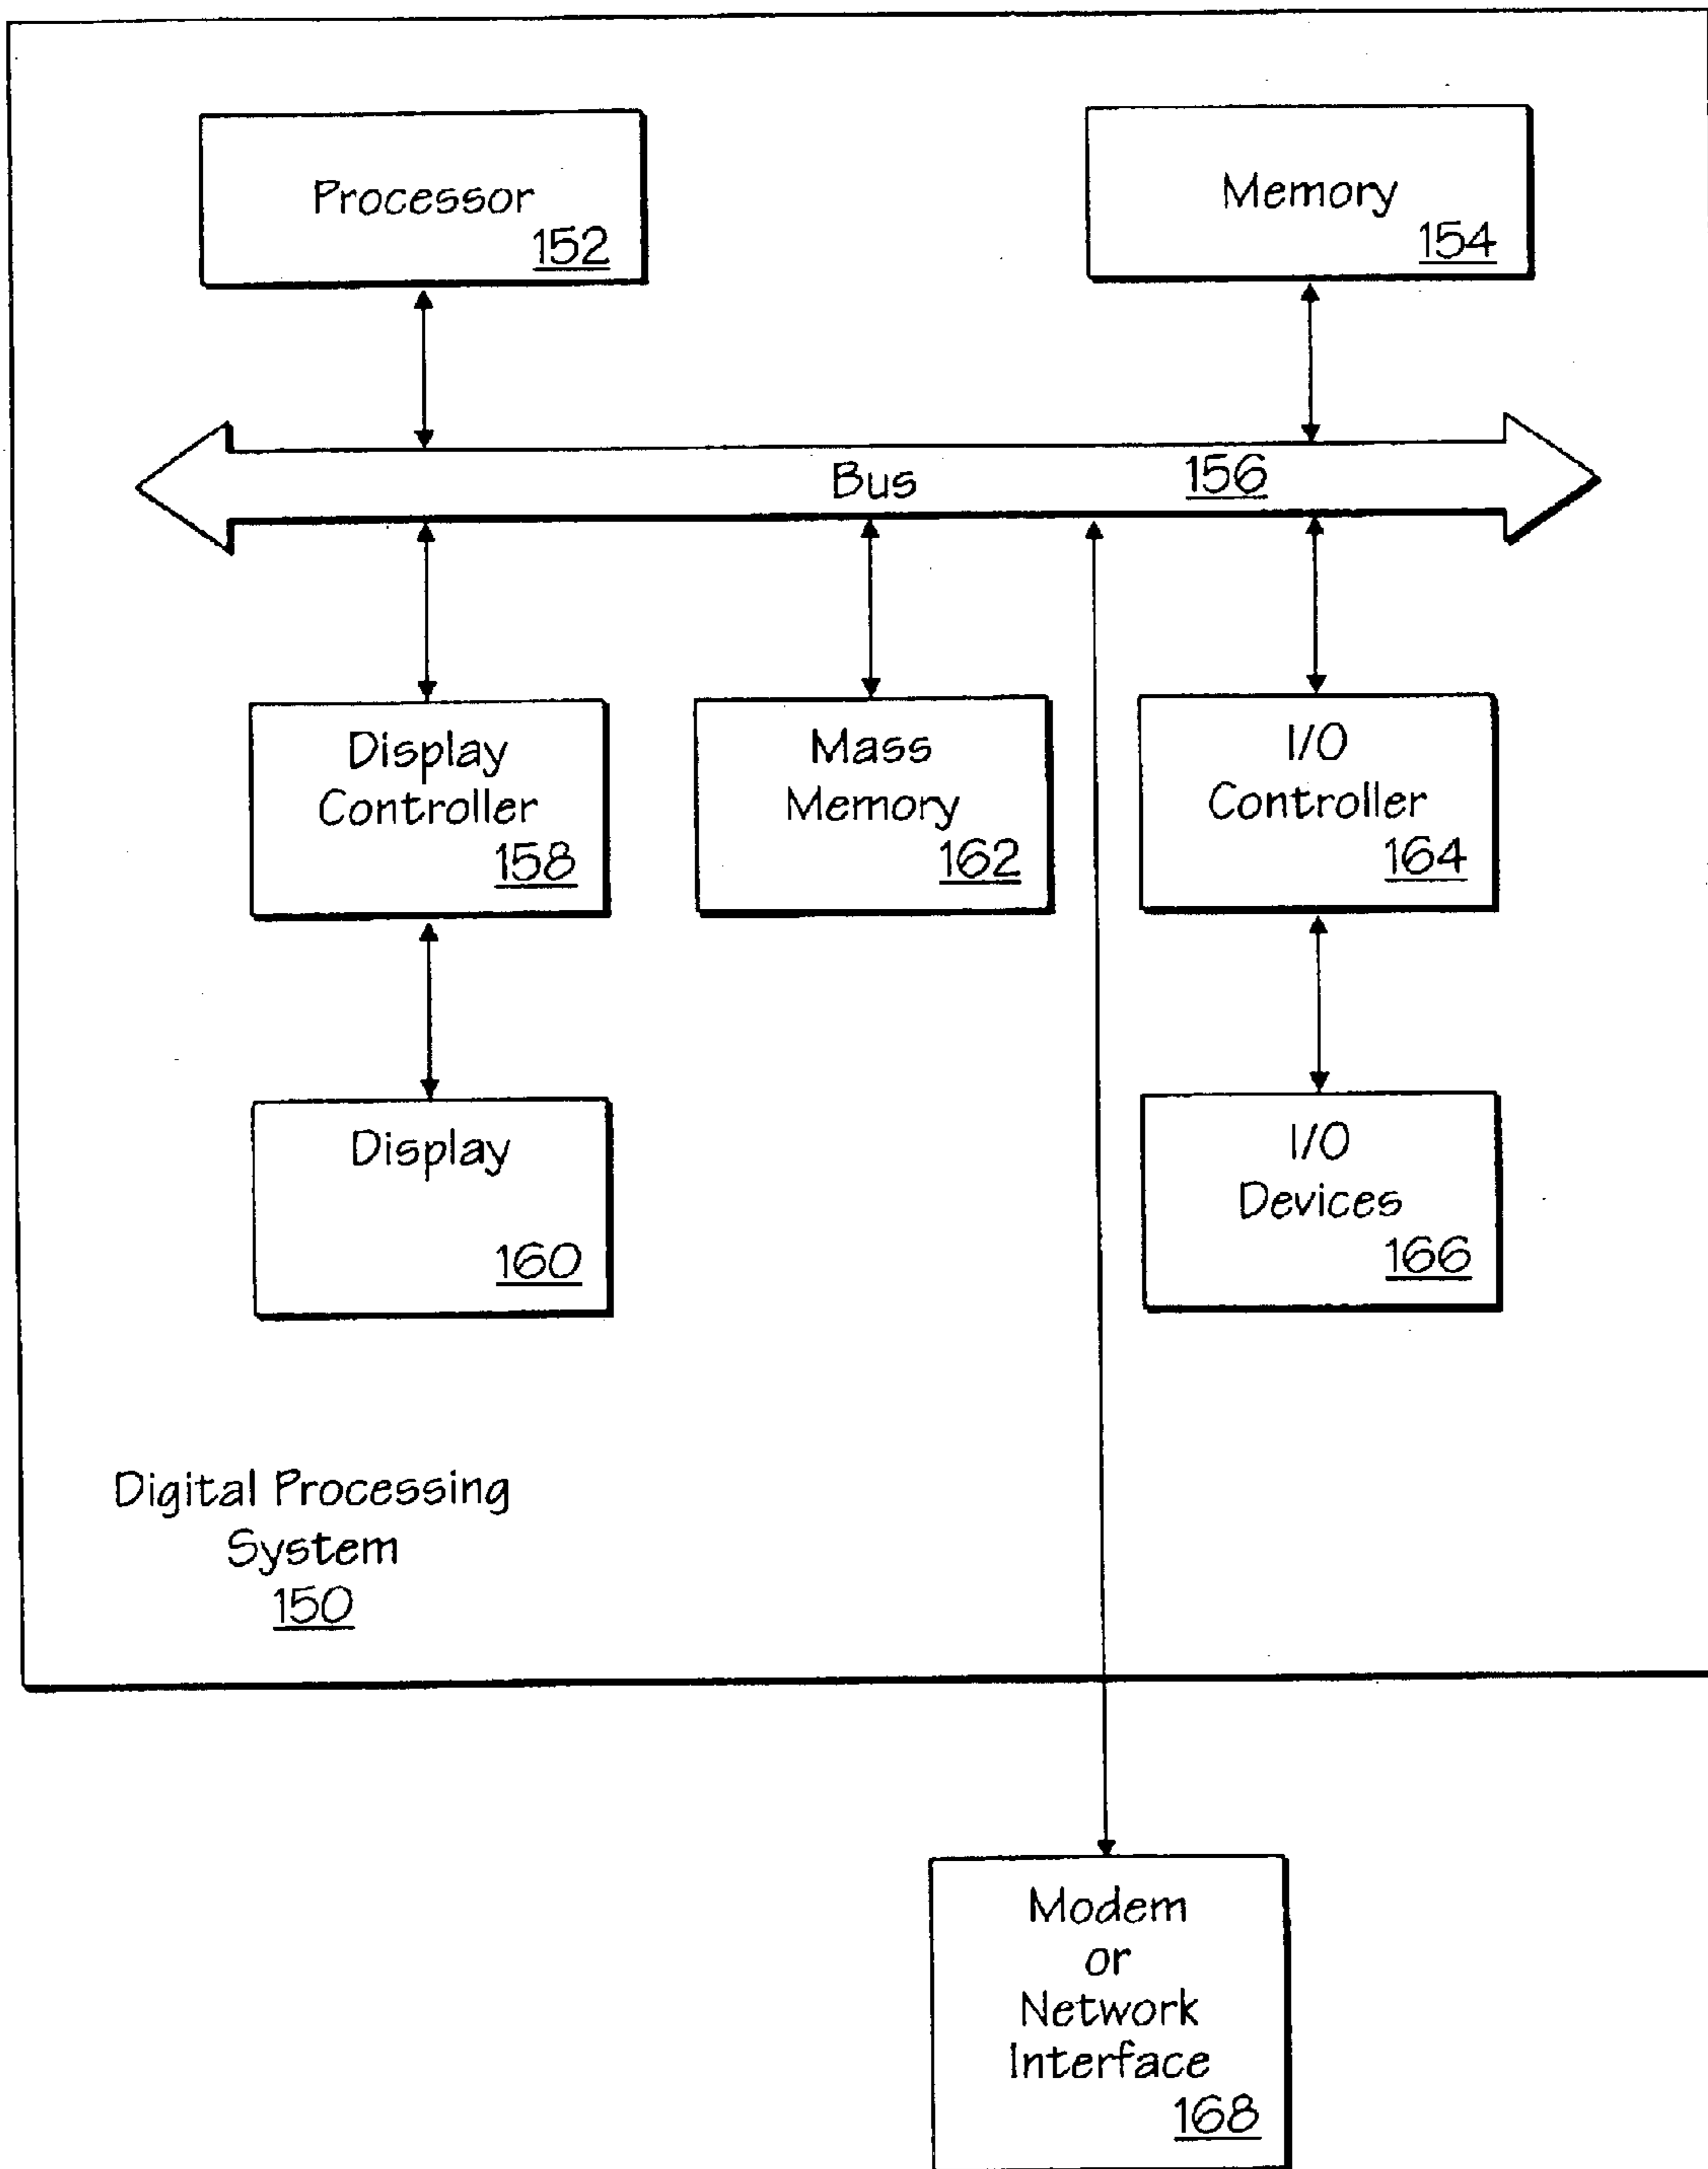 Processor
152
Memory
154
Bus
156
Display
Controller
158
Mass
Memory
162
I/O
Controller
164
Display
160
I/O
Devices
166
Digital Processing
System
150
Modem
or
Network
Interface
168